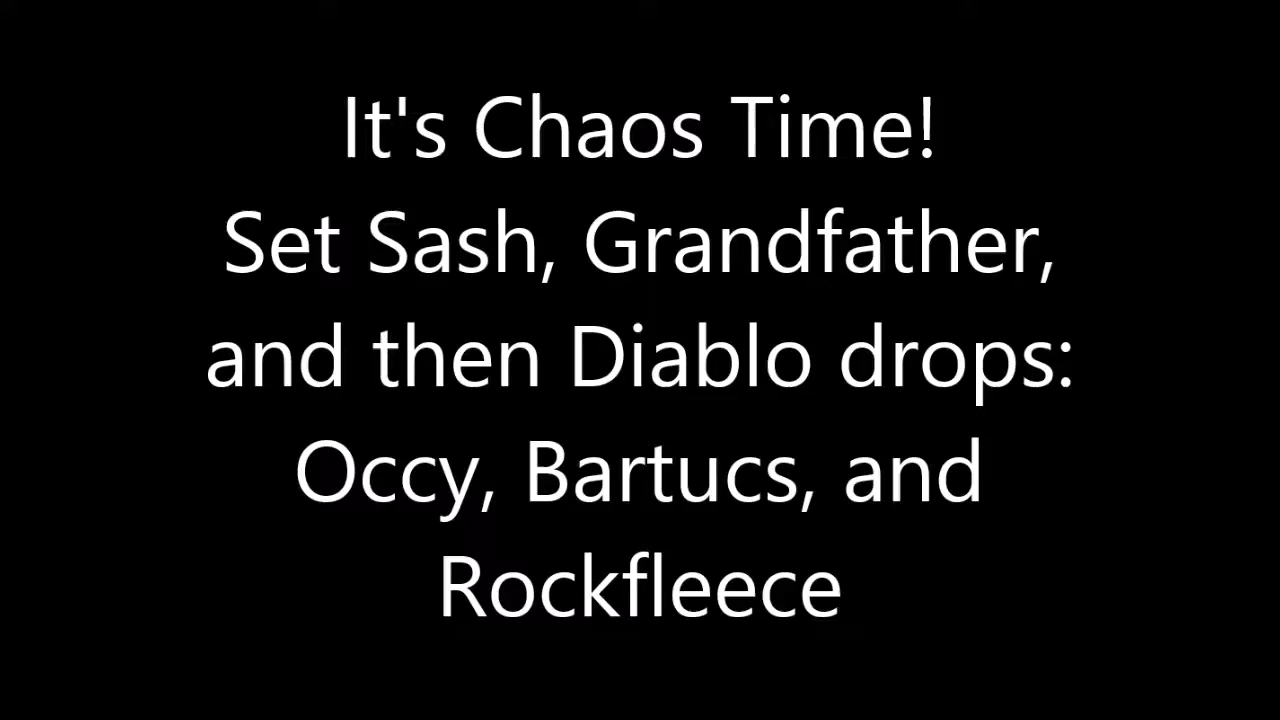 It's Chaos Time!
Set Sash, Grandfather,
and then Diablo drops:
Occy, Bartucs, and
Rockfleece